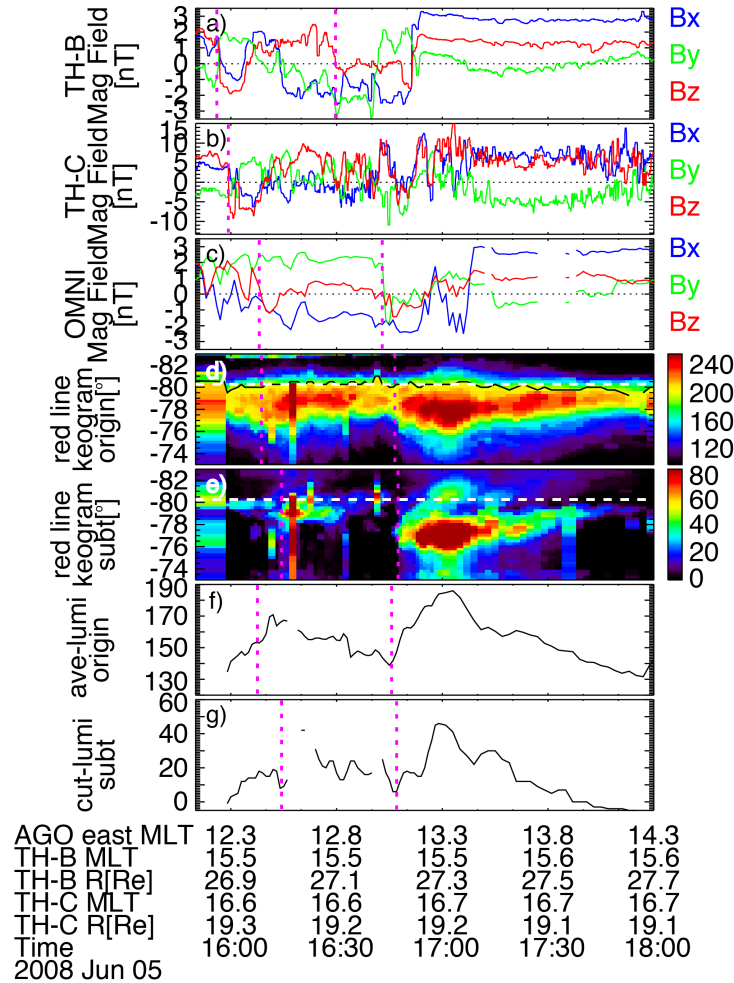 a)
TH-B
Mag Field
[nT]
3
2
1
0
-1
-2
-3
Bx
By
Bz
b)
TH-C
Mag Field
[nT]
15
10
5
0
-5
-10
Bx
By
Bz
c)
OMNI
Mag Field
[nT]
3
2
1
0
-1
-2
-3
Bx
By
Bz
d)
red line
keogram
origin[°]
-82
-80
-78
-76
-74
240
200
160
120
e)
red line
keogram
subt[°]
-82
-80
-78
-76
-74
80
60
40
20
0
f)
ave-lumi
origin
190
170
150
130
g)
cut-lumi
subt
60
40
20
0
AGO east MLT 12.3 12.8 13.3 13.8 14.3
TH-B MLT 15.5 15.5 15.5 15.6 15.6
TH-B R[Re] 26.9 27.1 27.3 27.5 27.7
TH-C MLT 16.6 16.6 16.7 16.7 16.7
TH-C R[Re] 19.3 19.2 19.2 19.1 19.1
Time 16:00 16:30 17:00 17:30 18:00
2008 Jun 05